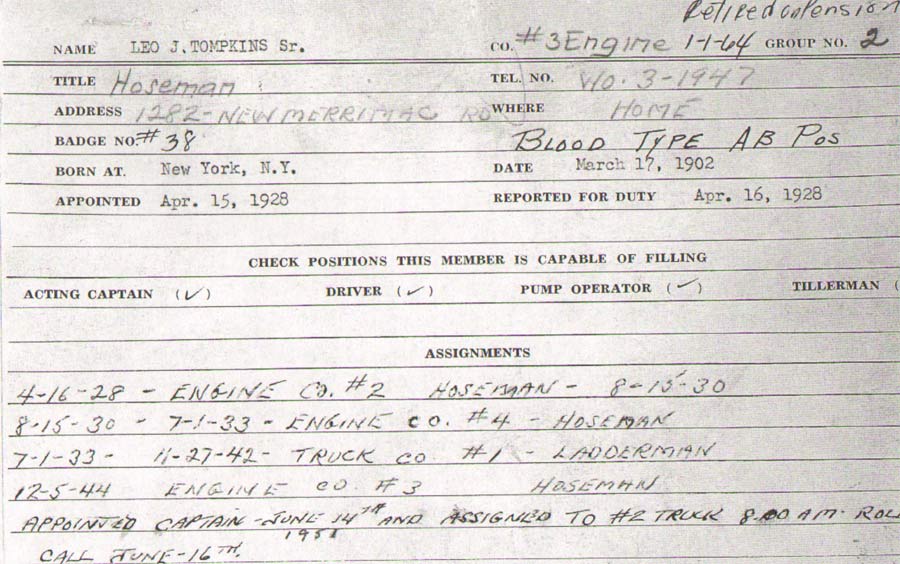 Retired on Pension
NAME LEO J. TOMPKINS Sr. CO. #3 Engine 1-1-64 GROUP NO. 2
TITLE Hoseman TEL. NO. Wo. 3-1947
ADDRESS 1282- NEW MERRIMAC RD WHERE HOME
BADGE NO. #38 BLOOD TYPE AB POS
BORN AT. New York, N.Y. DATE March 17, 1902
APPOINTED Apr. 15, 1928 REPORTED FOR DUTY Apr. 16, 1928
CHECK POSITIONS THIS MEMBER IS CAPABLE OF FILLING
ACTING CAPTAIN (✓) DRIVER (✓) PUMP OPERATOR (✓) TILLERMAN (
ASSIGNMENTS
4-16-28 - ENGINE CO. #2 HOSEMAN - 8-15-30
8-15-30 - 7-1-33 - ENGINE CO. #4 - HOSEMAN
7-1-33 - 11-27-42 - TRUCK CO #1 - LADDERMAN
12-5-44 ENGINE CO. #3 HOSEMAN
APPOINTED CAPTAIN - JUNE 14TH AND ASSIGNED TO #2 TRUCK 8:00 AM. ROLL
CALL JUNE - 16TH. 1951